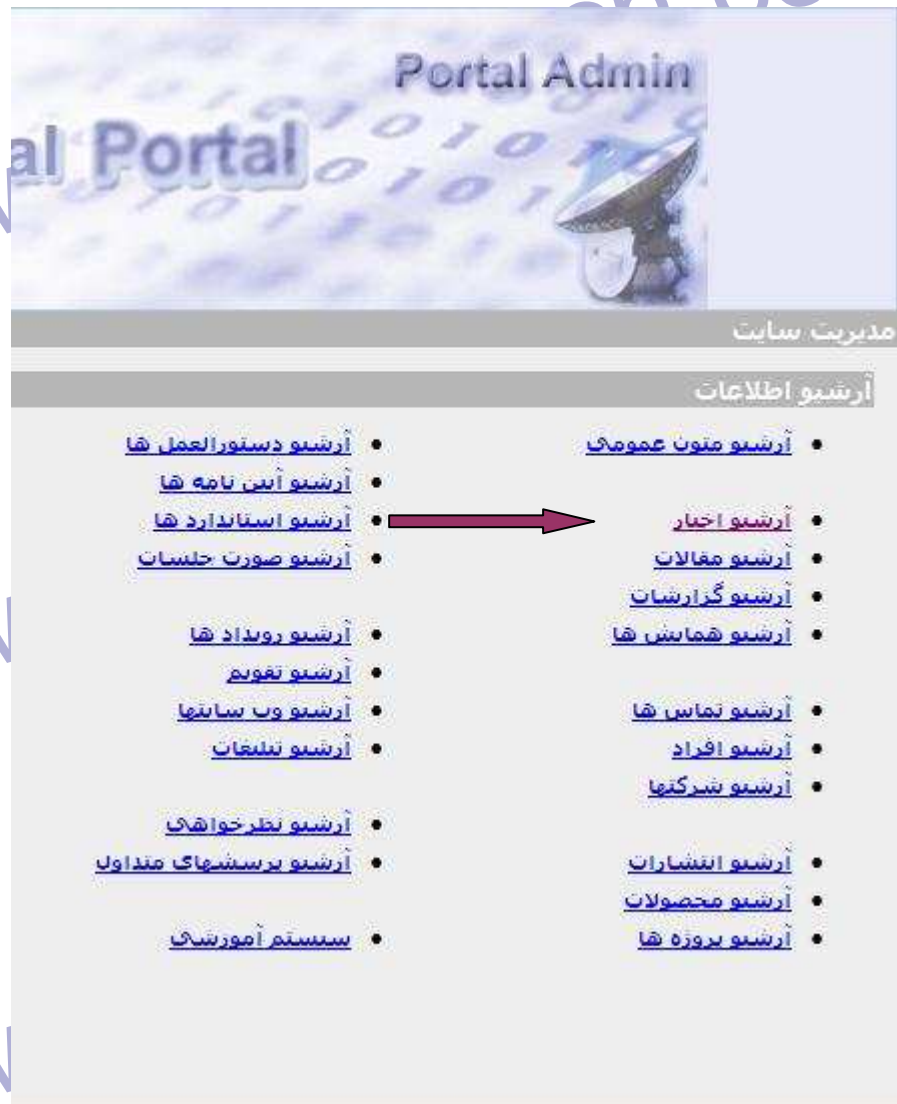 Portal Admin
al Portal
مدیریت سایت
آرشیو اطلاعات
آرشیو متون عمومی
آرشیو اخبار
آرشیو مقالات
آرشیو گزارشات
آرشیو همایش ها
آرشیو تماس ها
آرشیو افراد
آرشیو شرکتها
آرشیو انتشارات
آرشیو محصولات
آرشیو پروژه ها
آرشیو دستورالعمل ها
آرشیو آیین نامه ها
آرشیو استاندارد ها
آرشیو صورت جلسات
آرشیو رویداد ها
آرشیو تقویم
آرشیو وب سایتها
آرشیو تبلیغات
آرشیو نظرخواهی
آرشیو پرسشهای متداول
سیستم آموزشی